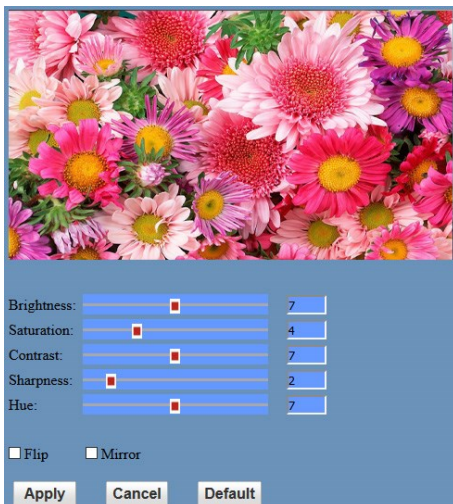 Brightness: 7
Saturation: 4
Contrast: 7
Sharpness: 2
Hue: 7
Flip Mirror
Apply Cancel Default